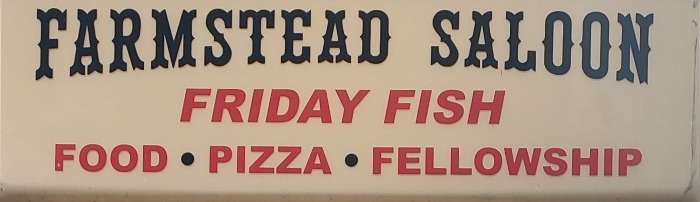 FARMSTEAD SALOON
FRIDAY FISH
FOOD • PIZZA • FELLOWSHIP